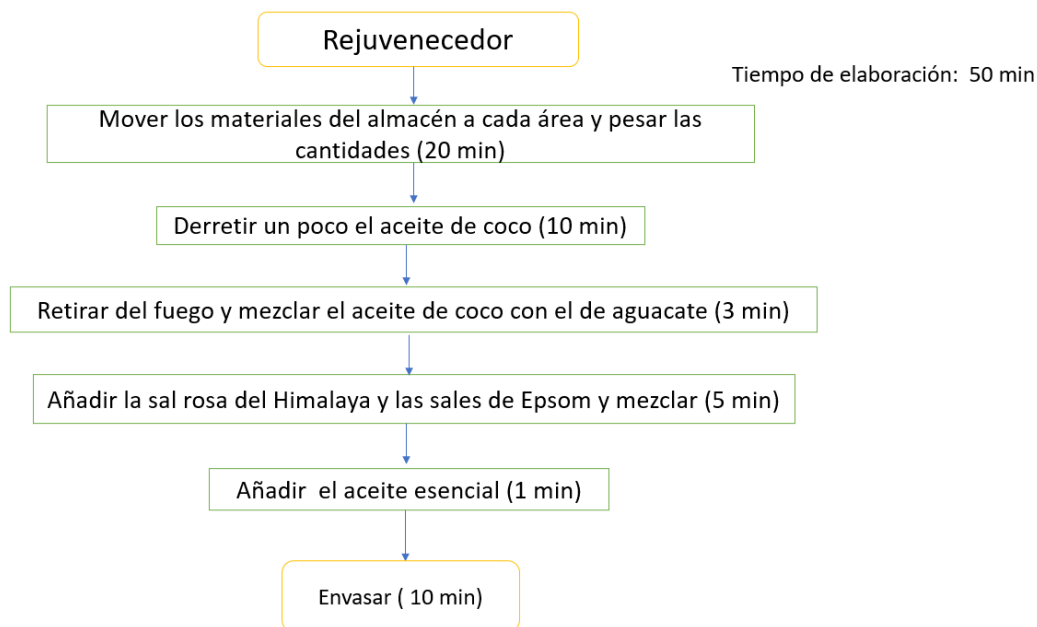 Rejuvenecedor
Tiempo de elaboración: 50 min
Mover los materiales del almacén a cada área y pesar las
cantidades (20 min)
Derretir un poco el aceite de coco (10 min)
Retirar del fuego y mezclar el aceite de coco con el de aguacate (3 min)
Añadir la sal rosa del Himalaya y las sales de Epsom y mezclar (5 min)
Añadir  el aceite esencial (1 min)
Envasar ( 10 min)